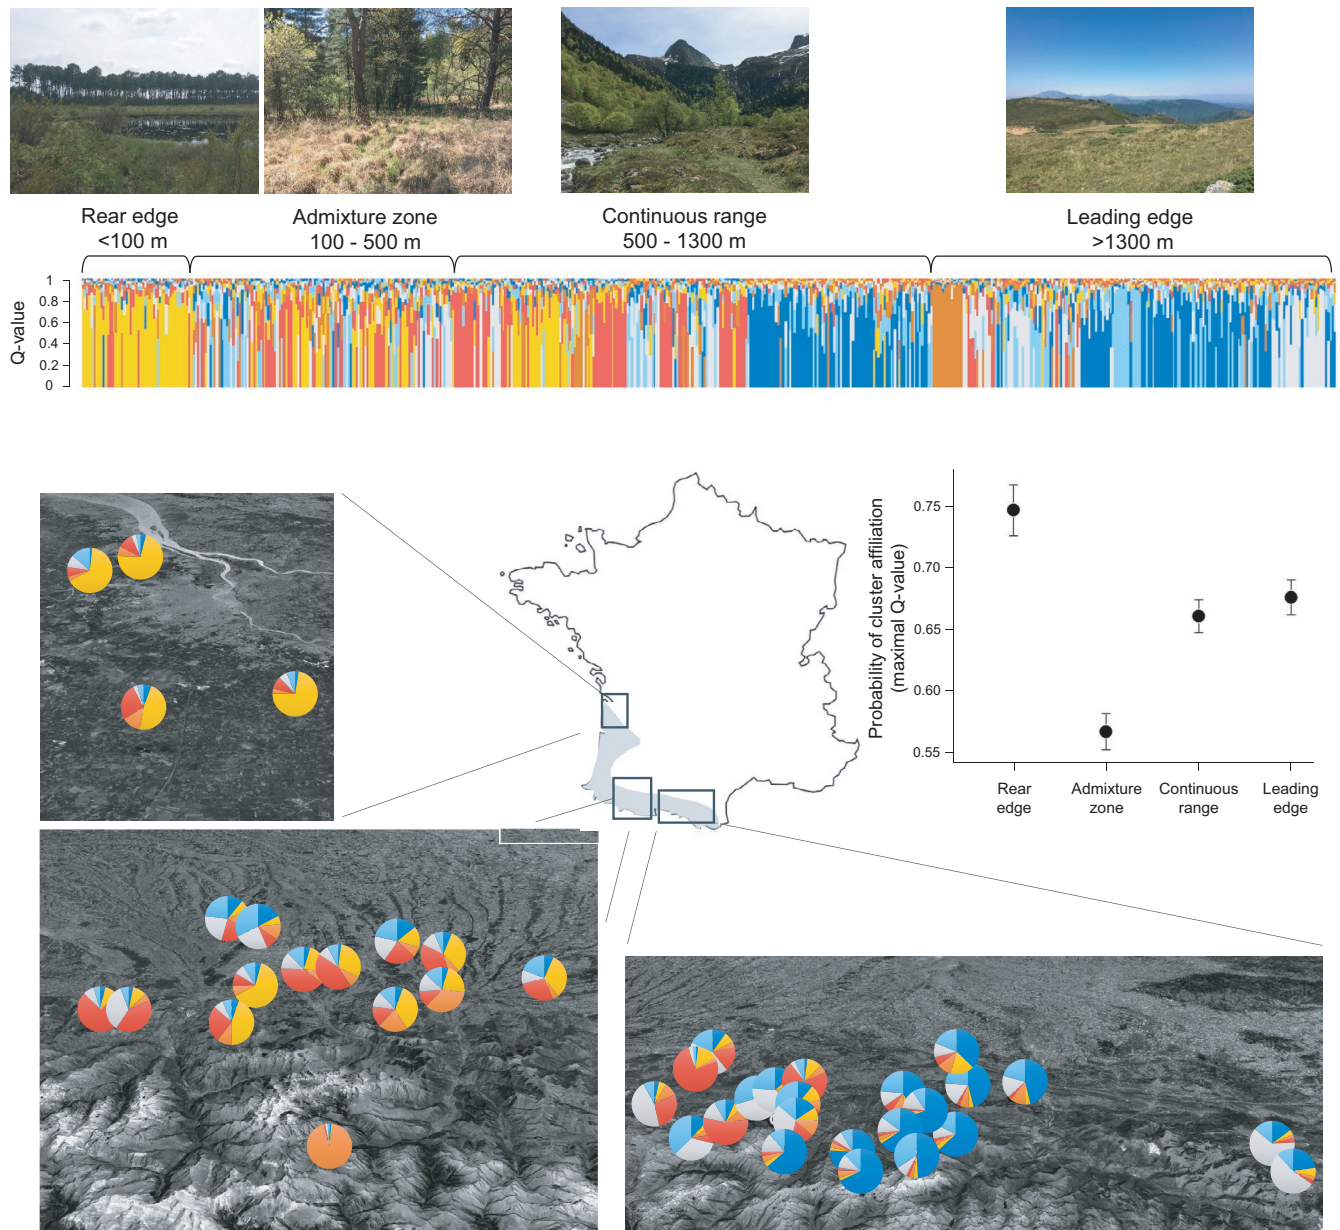 Rear edge
<100 m
Admixture zone
100 - 500 m
Continuous range
500 - 1300 m
Leading edge
>1300 m
Q-value
1
0.8
0.6
0.4
0.2
0
Probability of cluster affiliation
(maximal Q-value)
0.75
0.70
0.65
0.60
0.55
Rear
edge
Admixture
zone
Continuous
range
Leading
edge